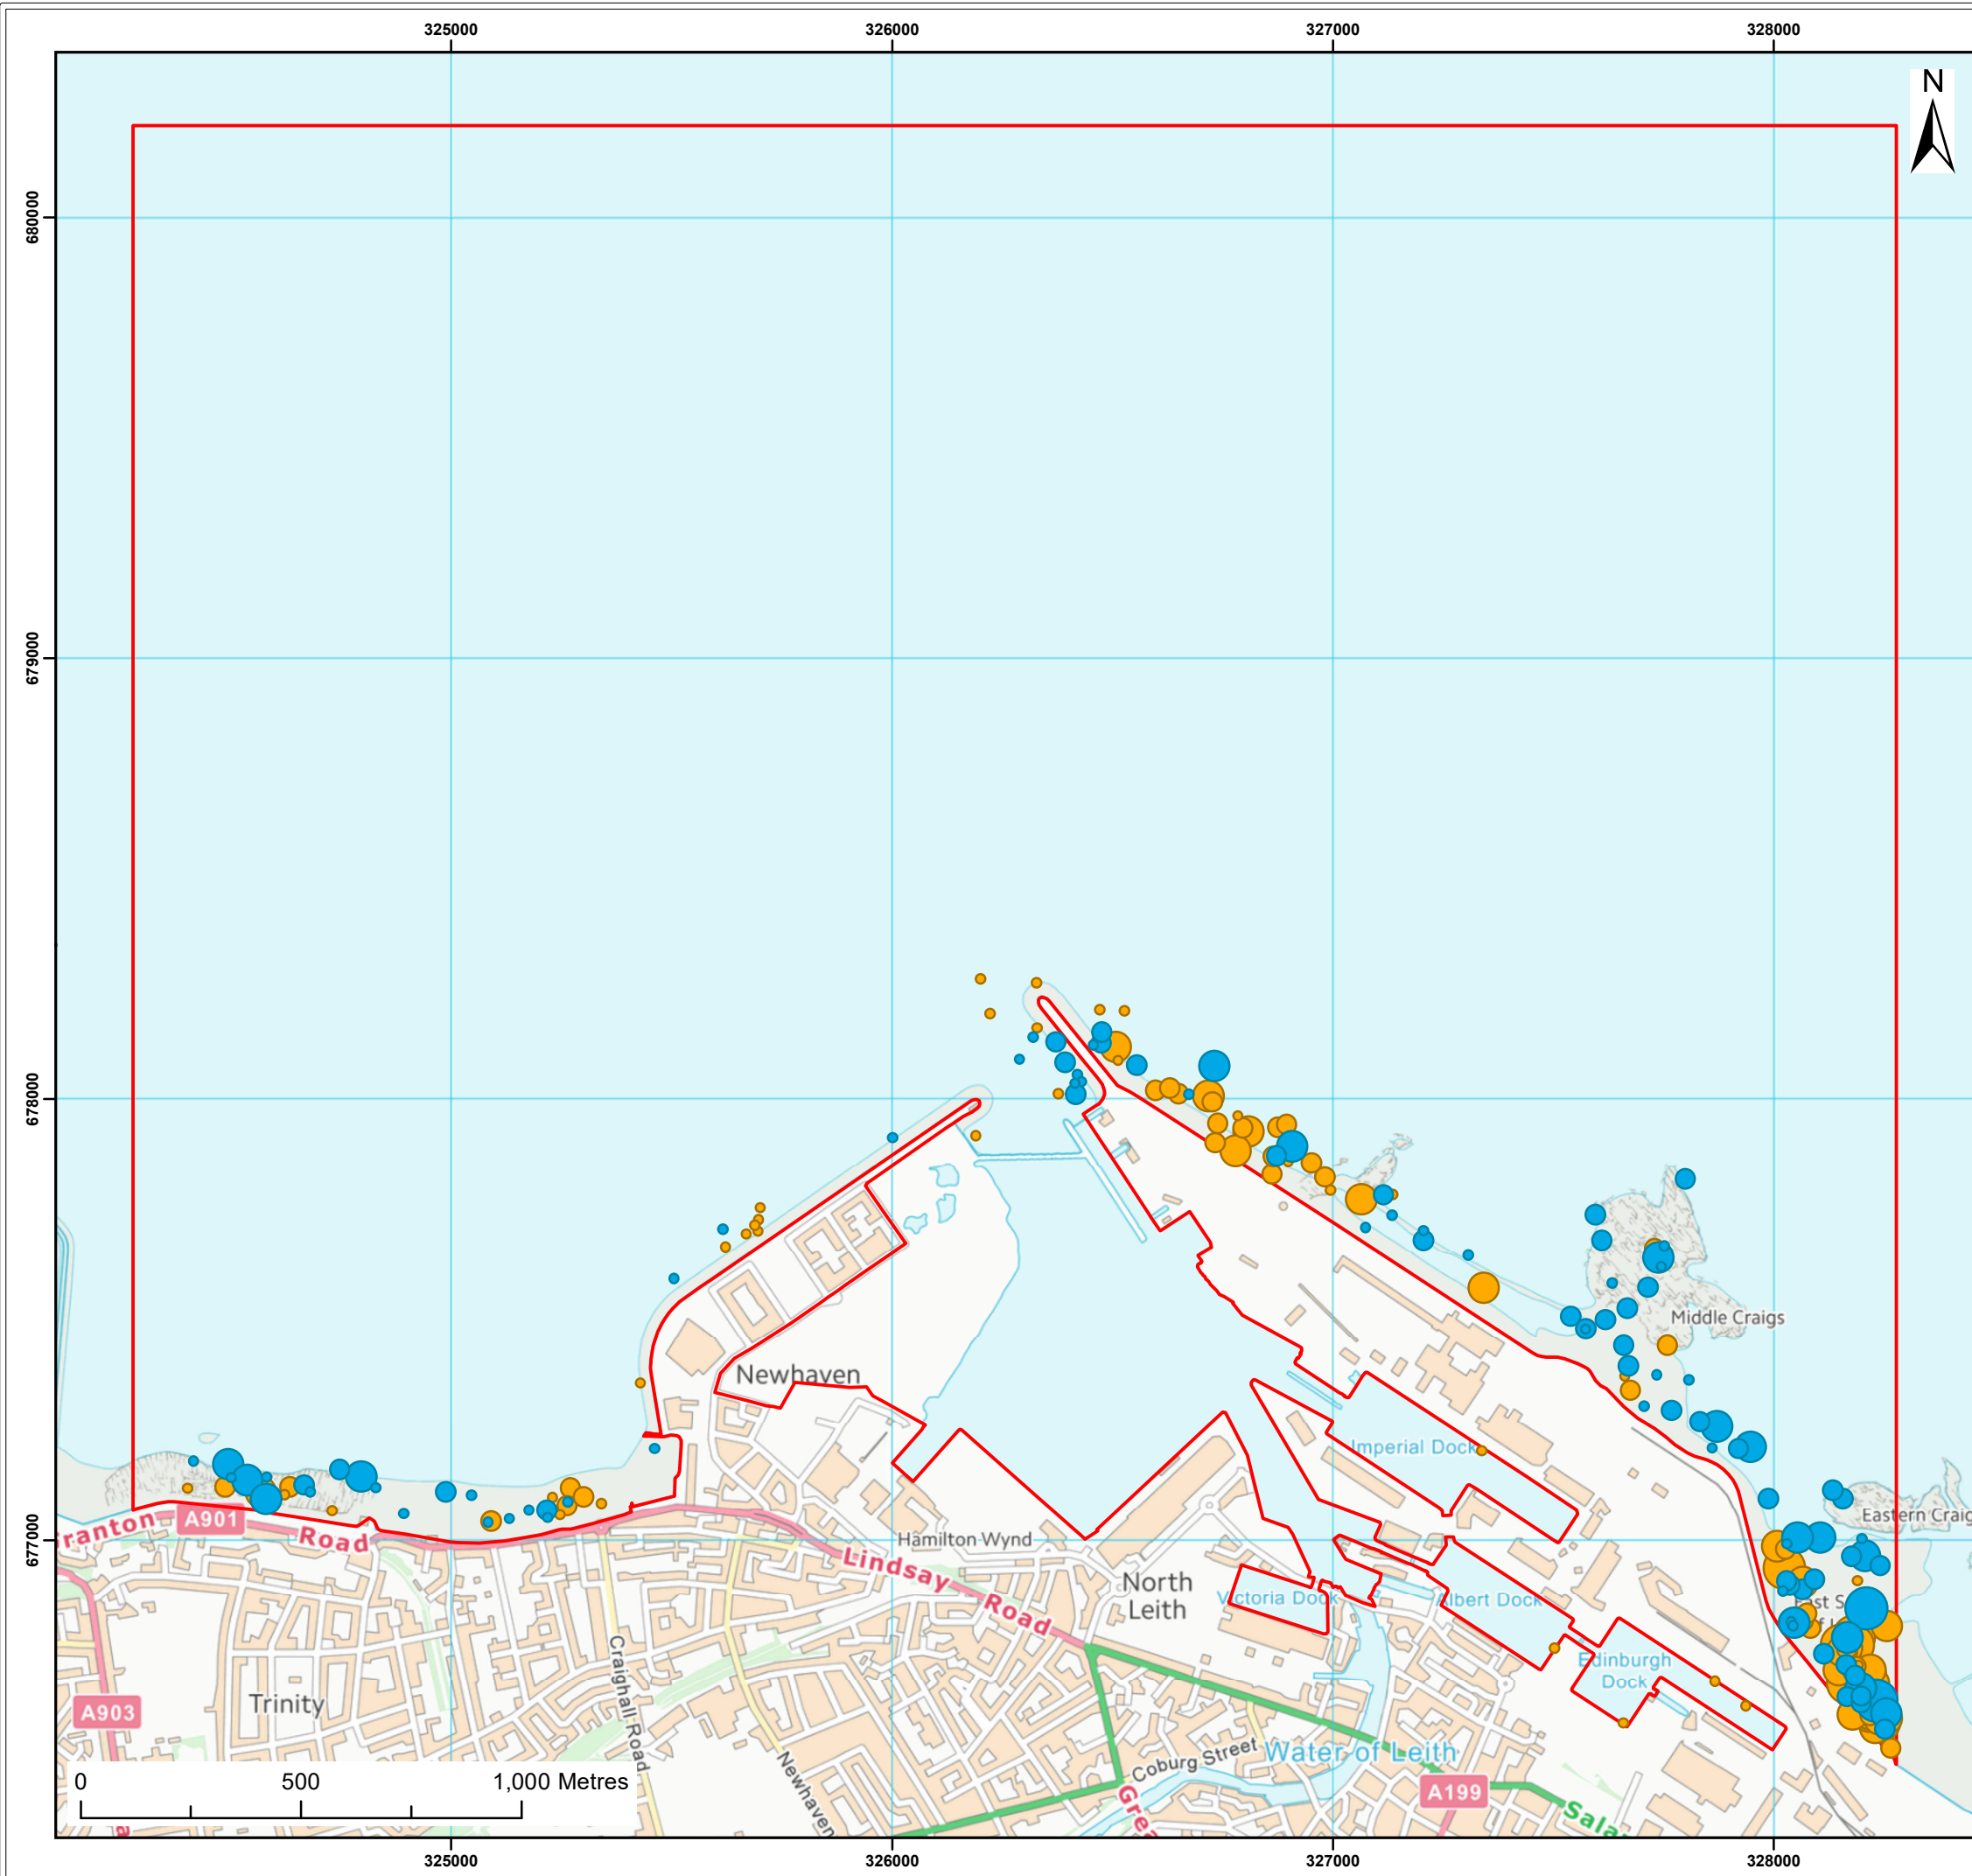 325000 326000 327000 328000
N
680000
679000
678000
677000
Middle Craigs
Newhaven
Imperial Dock
Eastern Craig
A901
Road
Hamilton Wynd
Lindsay Road
North
Leith
Victoria Dock
Albert Dock
Edinburgh
Dock
Trinity
A903
Craighall Road
Newhaven
Coburg Street
Water of Leith
A199
0 500 1,000 Metres
325000 326000 327000 328000